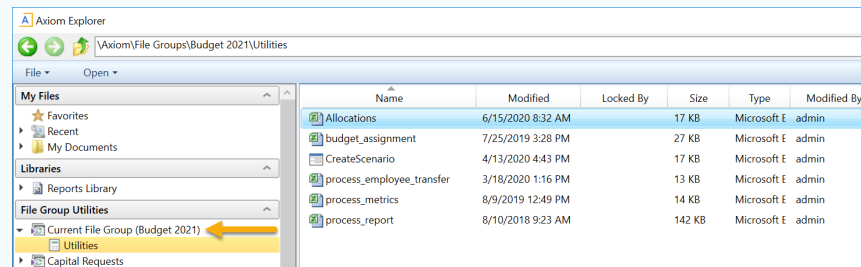 Axiom Explorer
\Axiom\File Groups\Budget 2021\Utilities
File Open
My Files
Favorites
Recent
My Documents
Libraries
Reports Library
File Group Utilities
Current File Group (Budget 2021)
Utilities
Capital Requests
Name Modified Locked By Size Type Modified By
Allocations 6/15/2020 8:32 AM 17 KB Microsoft E admin
budget_assignment 7/25/2019 3:28 PM 27 KB Microsoft E admin
CreateScenario 4/13/2020 4:43 PM 17 KB Microsoft E admin
process_employee_transfer 3/18/2020 1:16 PM 13 KB Microsoft E admin
process_metrics 8/9/2019 12:49 PM 14 KB Microsoft E admin
process_report 8/10/2018 9:23 AM 142 KB Microsoft E admin